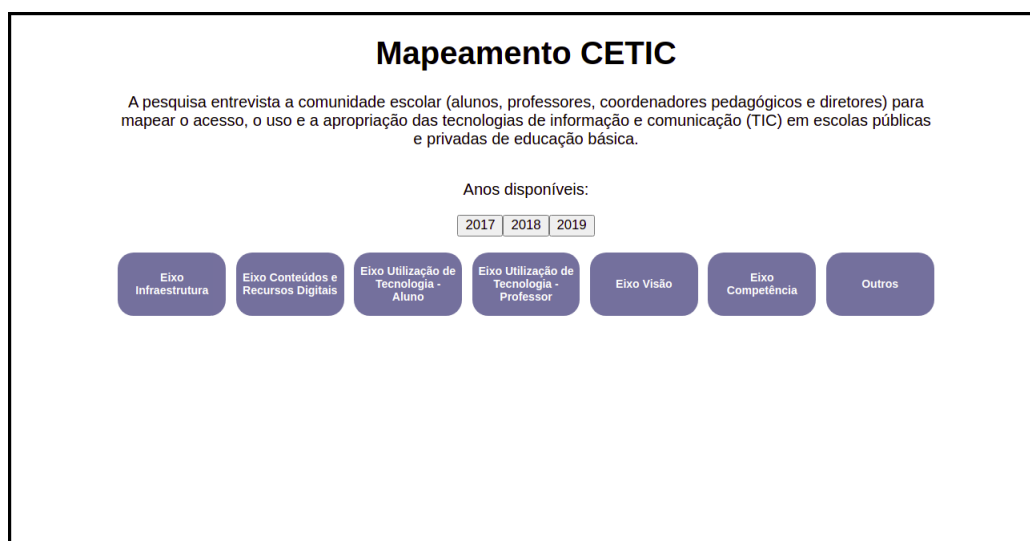 Mapeamento CETIC
A pesquisa entrevista a comunidade escolar (alunos, professores, coordenadores pedagógicos e diretores) para
mapear o acesso, o uso e a apropriação das tecnologias de informação e comunicação (TIC) em escolas públicas
e privadas de educação básica.
Anos disponíveis:
2017 2018 2019
Eixo
Infraestrutura
Eixo Conteúdos e
Recursos Digitais
Eixo Utilização de
Tecnologia -
Aluno
Eixo Utilização de
Tecnologia -
Professor
Eixo Visão
Eixo
Competência
Outros